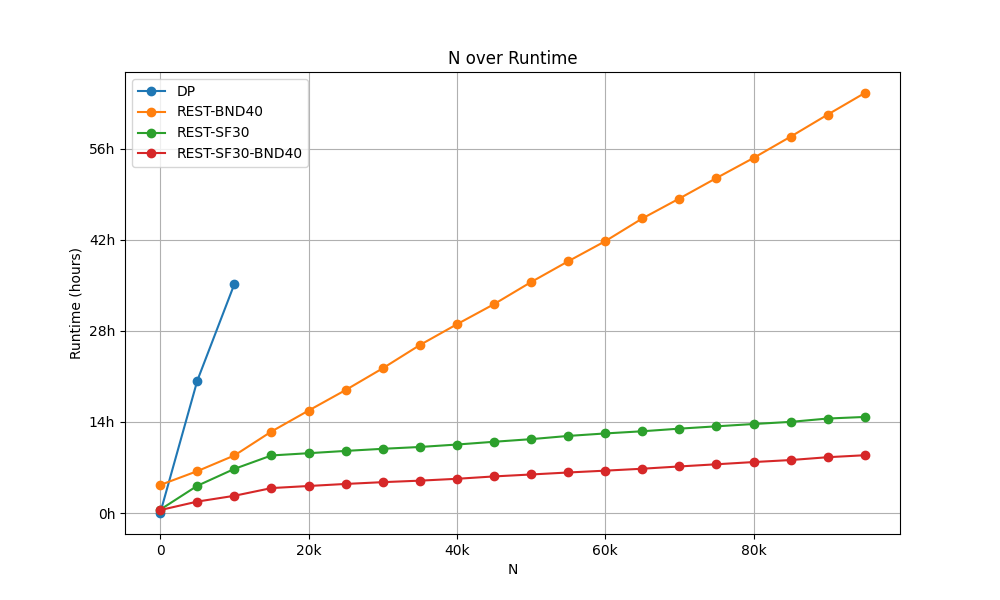 N over Runtime
DP
REST-BND40
REST-SF30
REST-SF30-BND40
56h
42h
28h
14h
0h
Runtime (hours)
0 20k 40k 60k 80k
N